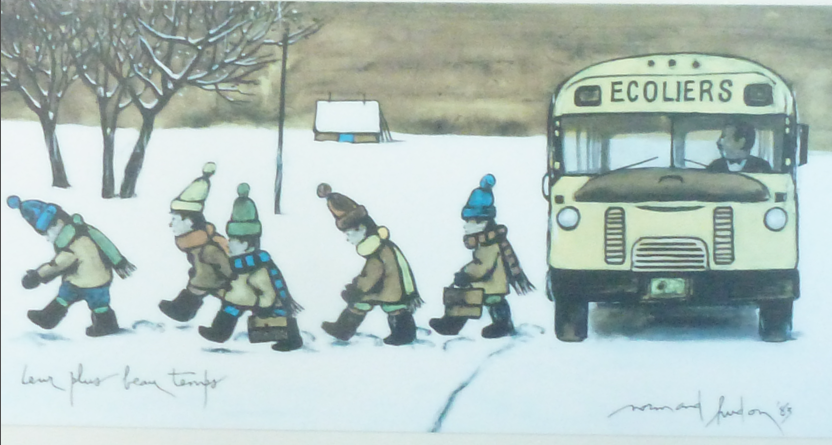 ECOLIERS
Leur plus beau temps
normand hudon '83